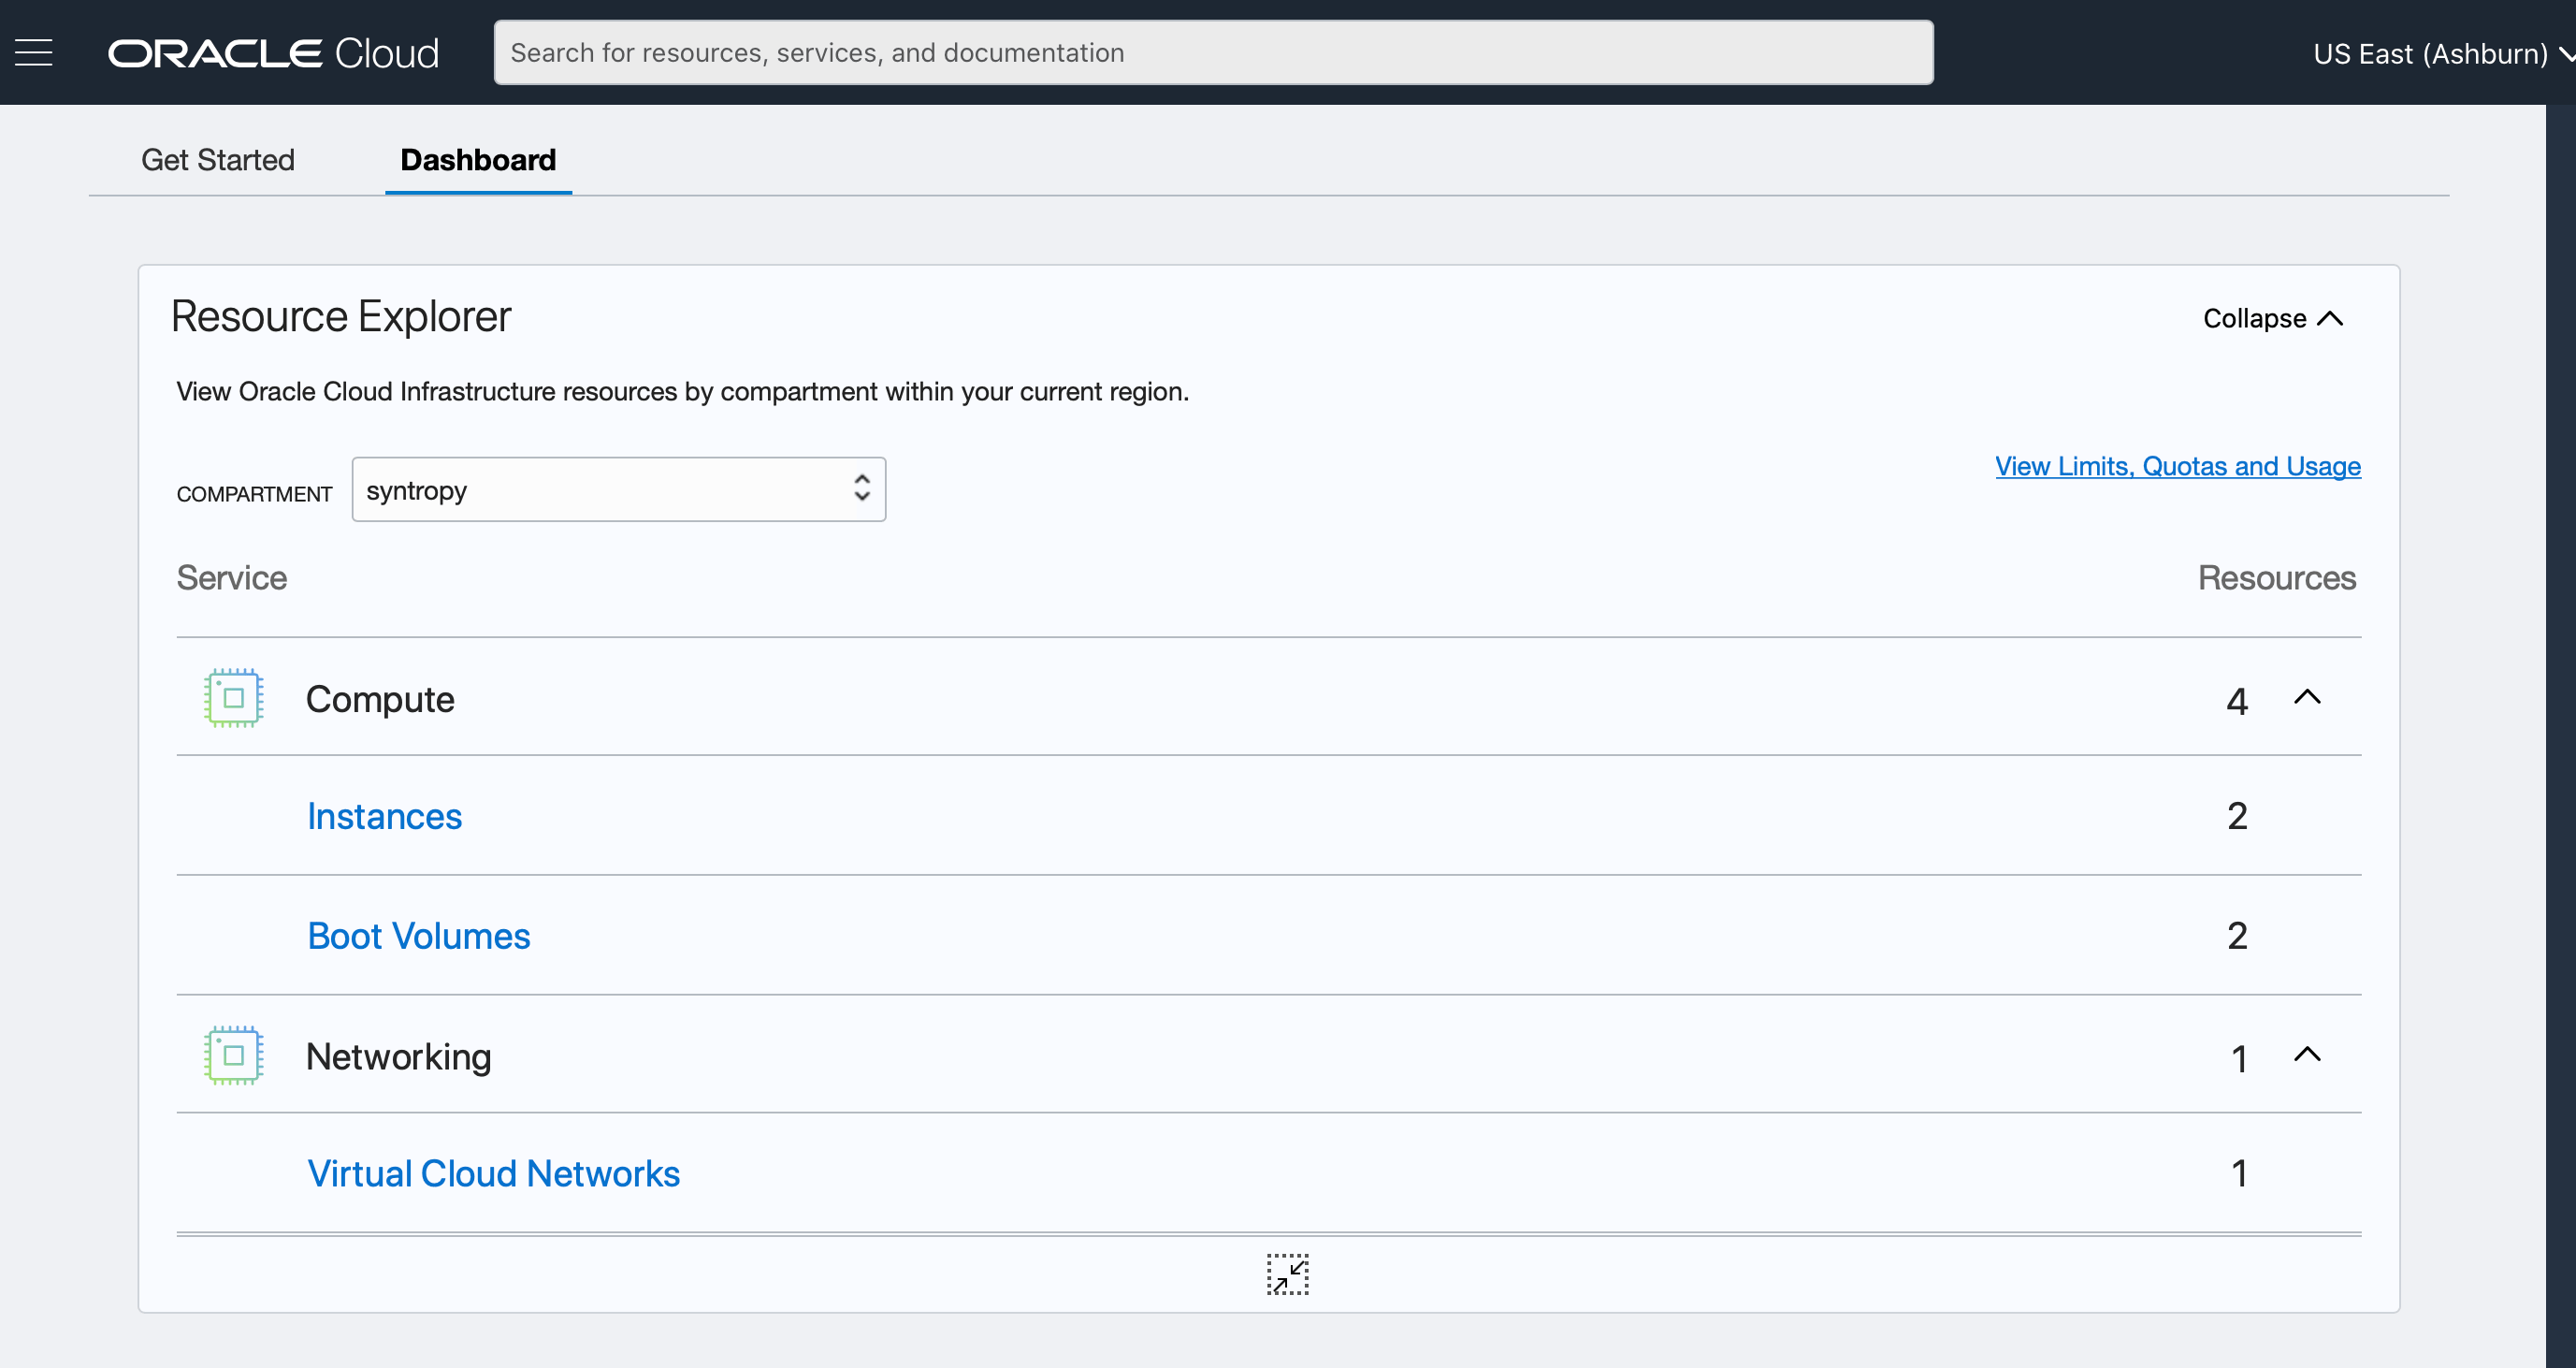 ORACLE Cloud
Search for resources, services, and documentation
US East (Ashburn)
Get Started
Dashboard
Resource Explorer
Collapse
View Oracle Cloud Infrastructure resources by compartment within your current region.
View Limits, Quotas and Usage
COMPARTMENT syntropy
Service Resources
Compute 4
Instances 2
Boot Volumes 2
Networking 1
Virtual Cloud Networks 1